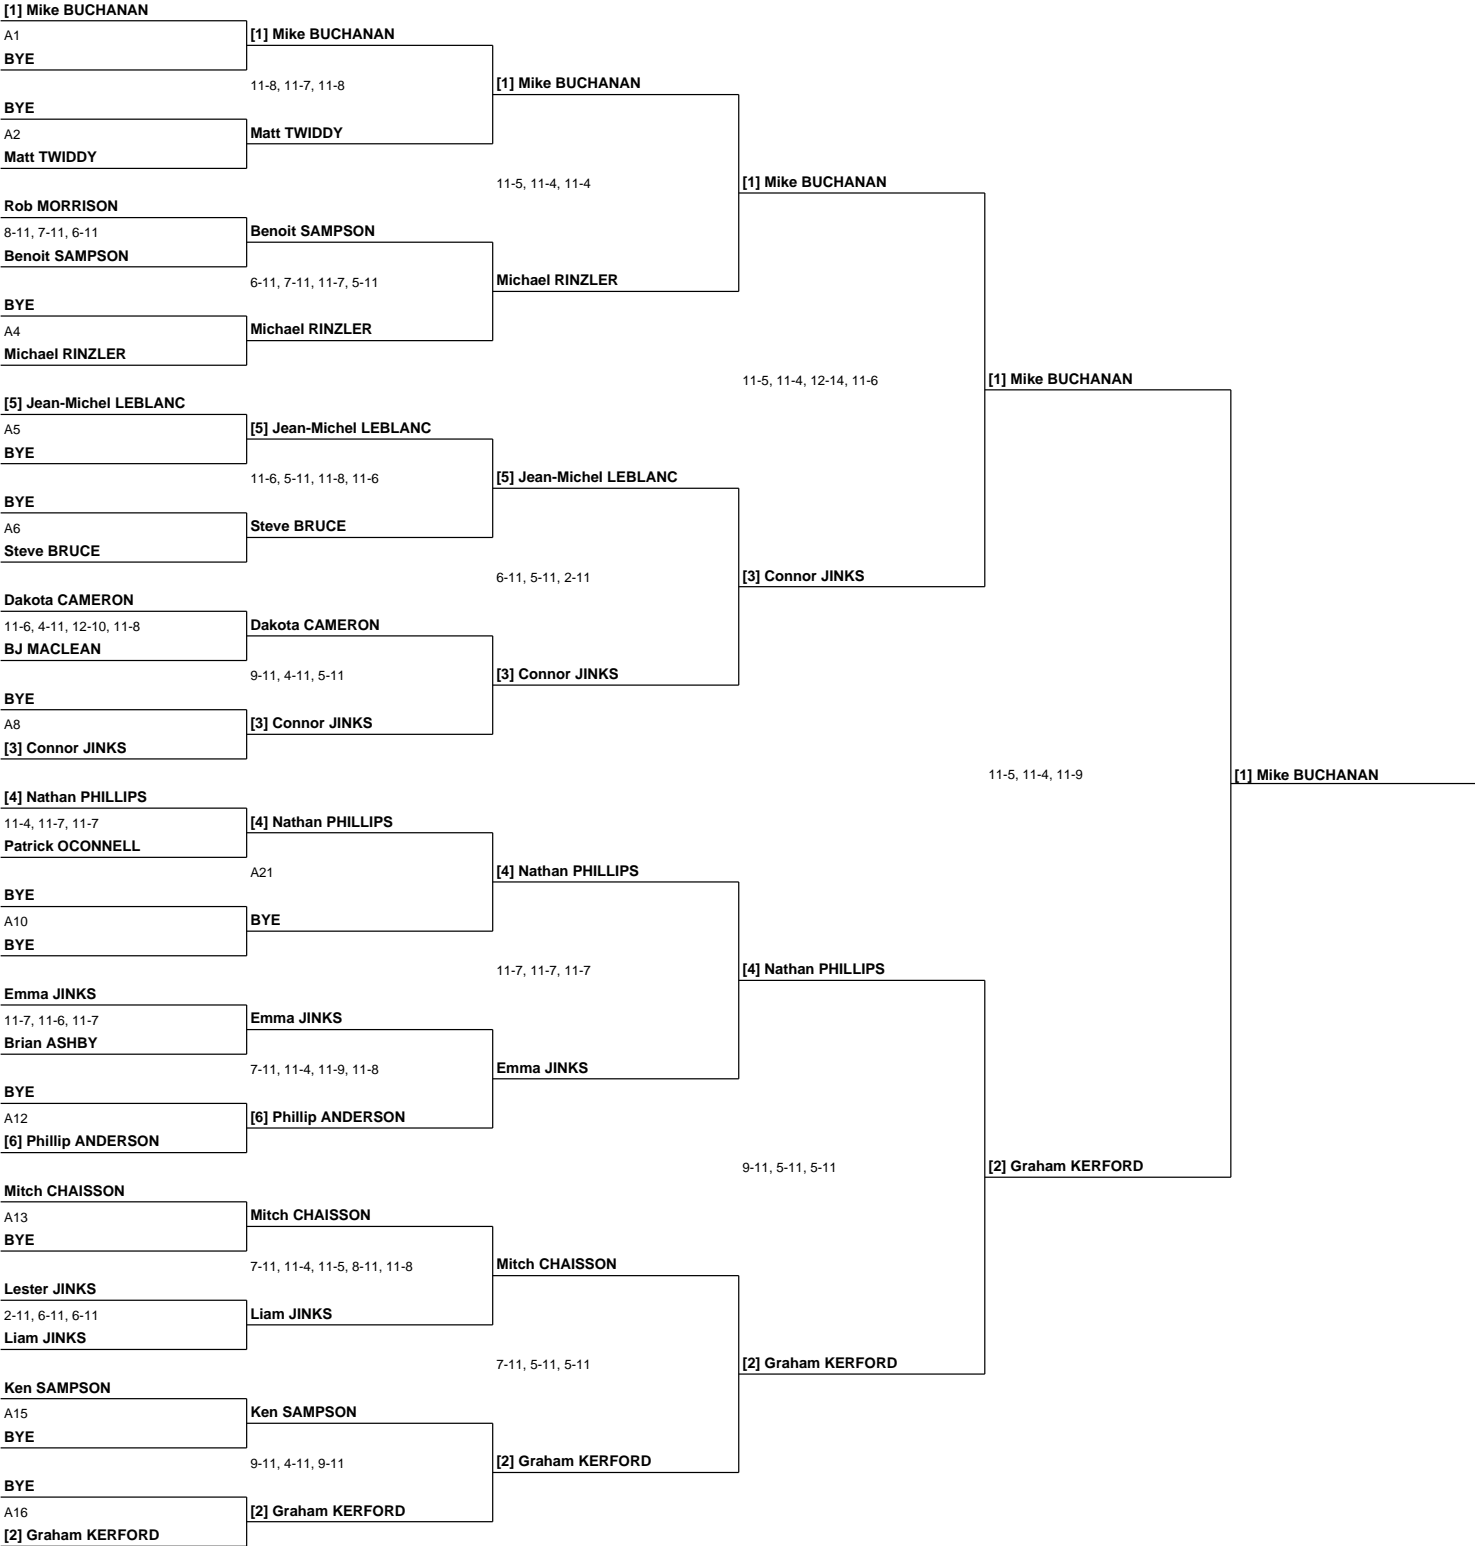 [1] Mike BUCHANAN
A1
BYE
BYE
A2
Matt TWIDDY
Rob MORRISON
8-11, 7-11, 6-11
Benoit SAMPSON
BYE
A4
Michael RINZLER
[5] Jean-Michel LEBLANC
A5
BYE
BYE
A6
Steve BRUCE
Dakota CAMERON
11-6, 4-11, 12-10, 11-8
BJ MACLEAN
BYE
A8
[3] Connor JINKS
[4] Nathan PHILLIPS
11-4, 11-7, 11-7
Patrick OCONNELL
BYE
A10
BYE
Emma JINKS
11-7, 11-6, 11-7
Brian ASHBY
BYE
A12
[6] Phillip ANDERSON
Mitch CHAISSON
A13
BYE
Lester JINKS
2-11, 6-11, 6-11
Liam JINKS
Ken SAMPSON
A15
BYE
BYE
A16
[2] Graham KERFORD
[1] Mike BUCHANAN
11-8, 11-7, 11-8
Matt TWIDDY
Benoit SAMPSON
6-11, 7-11, 11-7, 5-11
Michael RINZLER
[5] Jean-Michel LEBLANC
11-6, 5-11, 11-8, 11-6
Steve BRUCE
Dakota CAMERON
9-11, 4-11, 5-11
[3] Connor JINKS
[4] Nathan PHILLIPS
A21
BYE
Emma JINKS
7-11, 11-4, 11-9, 11-8
[6] Phillip ANDERSON
Mitch CHAISSON
7-11, 11-4, 11-5, 8-11, 11-8
Liam JINKS
Ken SAMPSON
9-11, 4-11, 9-11
[2] Graham KERFORD
[1] Mike BUCHANAN
11-5, 11-4, 11-4
Michael RINZLER
[5] Jean-Michel LEBLANC
6-11, 5-11, 2-11
[3] Connor JINKS
[4] Nathan PHILLIPS
11-7, 11-7, 11-7
Emma JINKS
Mitch CHAISSON
7-11, 5-11, 5-11
[2] Graham KERFORD
[1] Mike BUCHANAN
11-5, 11-4, 12-14, 11-6
[3] Connor JINKS
[4] Nathan PHILLIPS
9-11, 5-11, 5-11
[2] Graham KERFORD
[1] Mike BUCHANAN
11-5, 11-4, 11-9
[2] Graham KERFORD
[1] Mike BUCHANAN